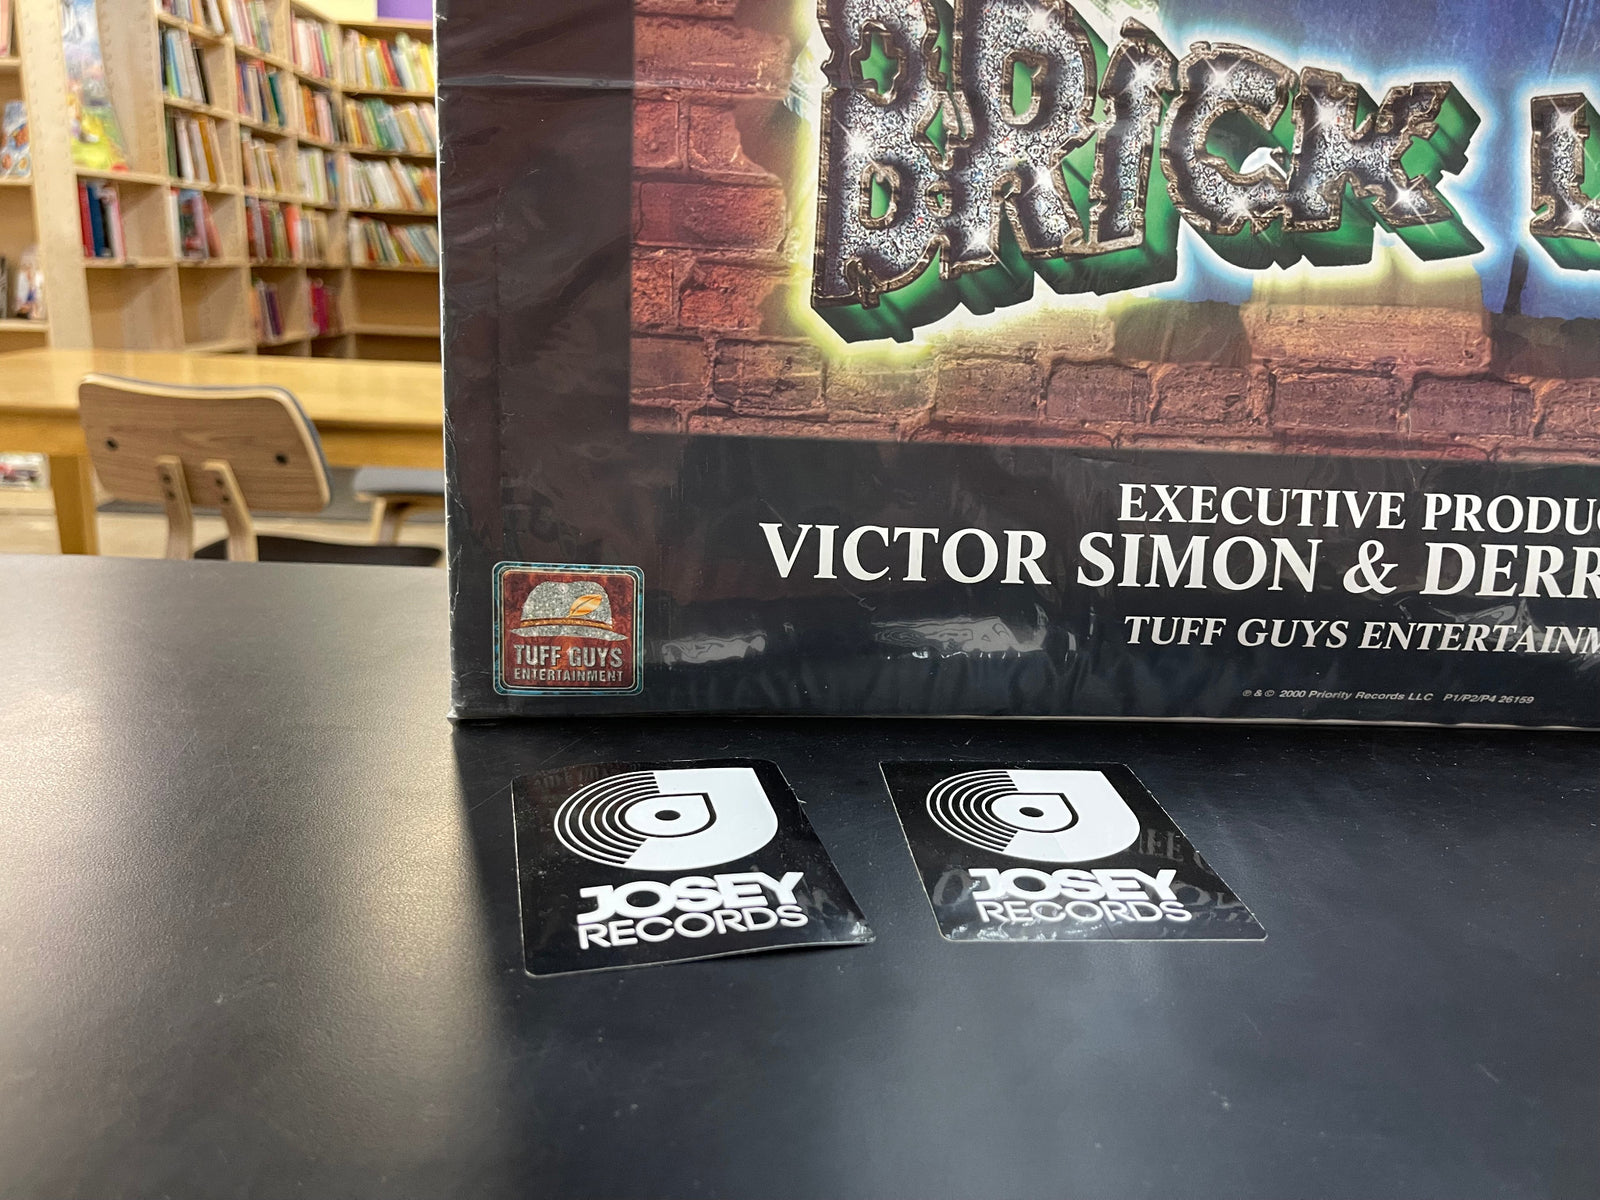 BRICK
EXECUTIVE PRODU
VICTOR SIMON & DERR
TUFF GUYS ENTERTAINM
TUFF GUYS
ENTERTAINMENT
℗ & © 2000 Priority Records LLC P1/P2/P4 26159
JOSEY
RECORDS
JOSEY
RECORDS